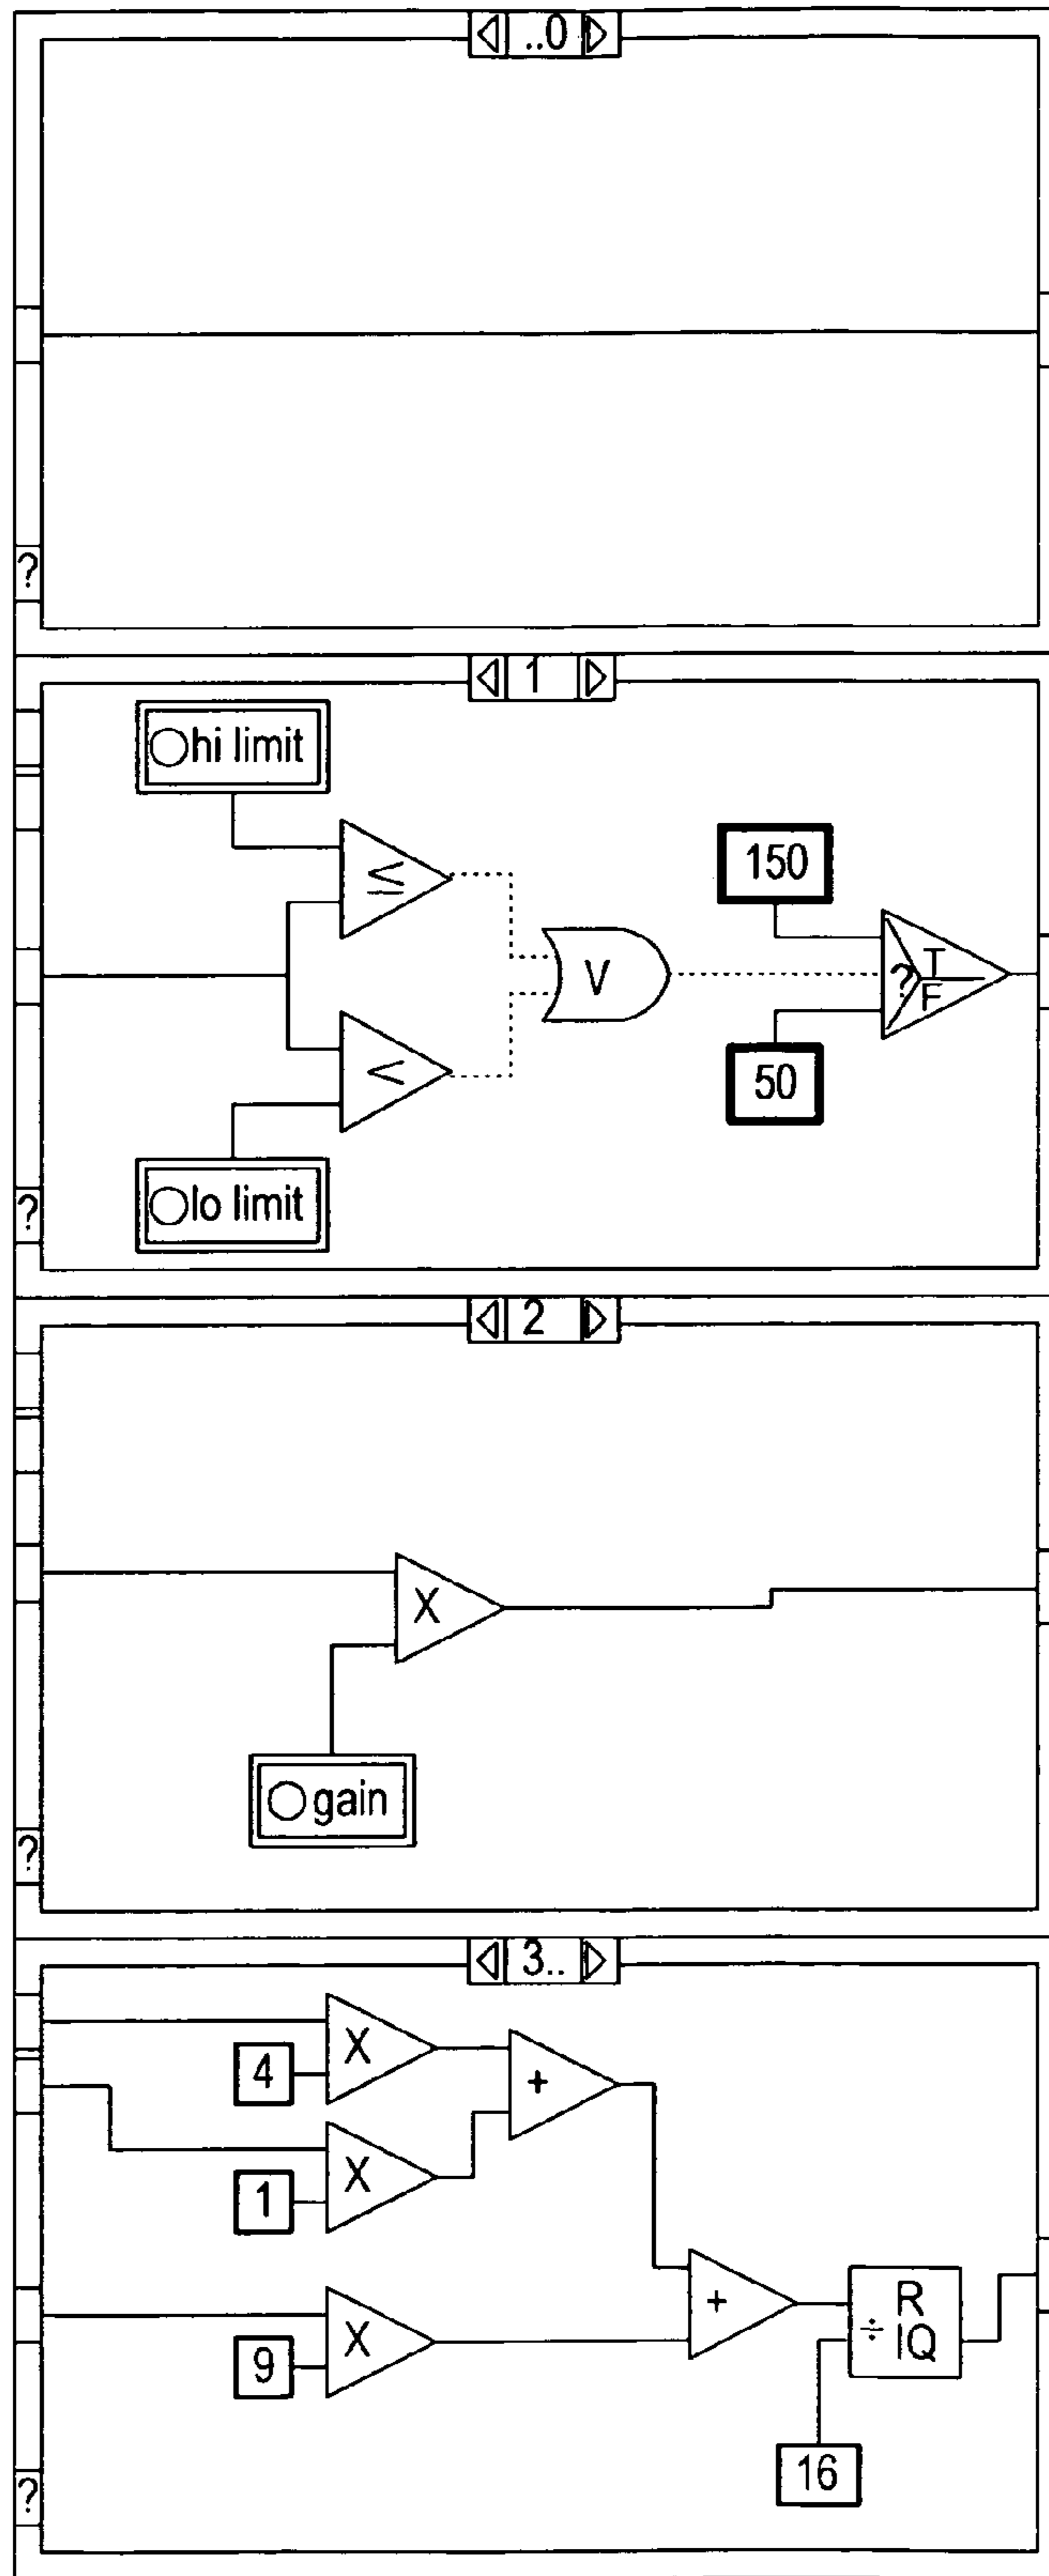 ..0
?
1
hi limit
≤
150
V
? T
F
<
50
lo limit
?
2
X
gain
?
3..
X
4
+
X
1
+
R
÷ IQ
X
9
16
?